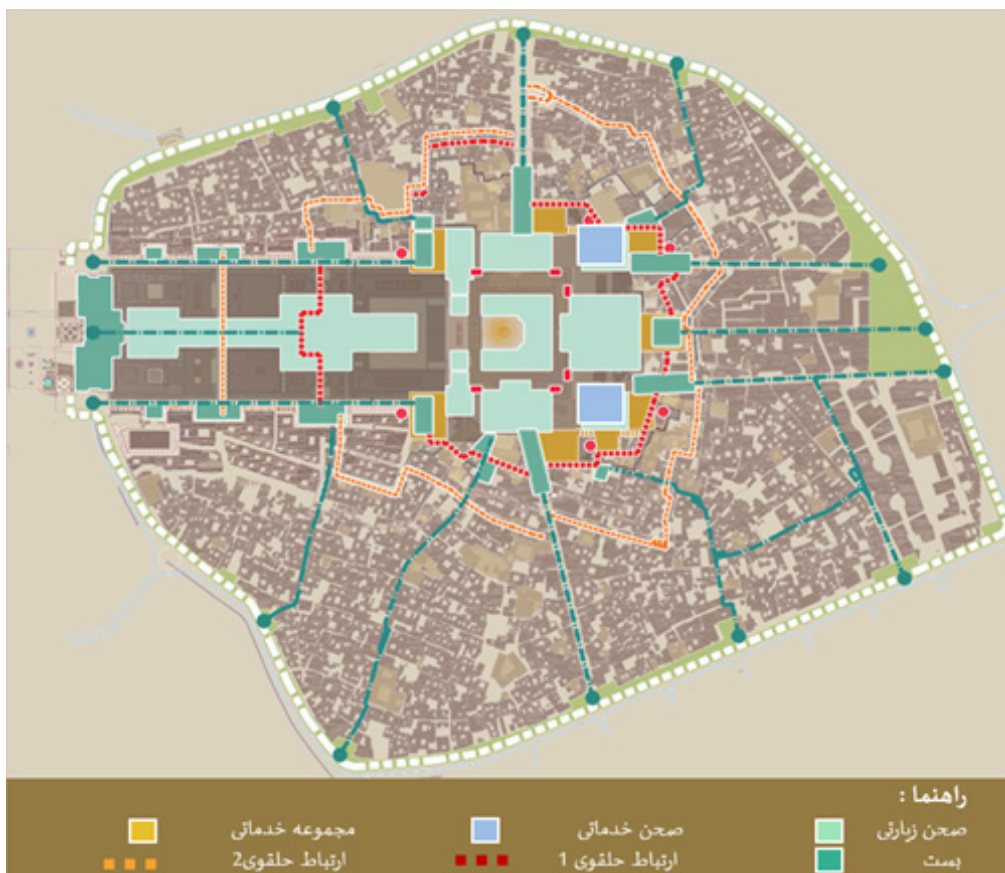 راهنما :
صحن زیارتی صحن خدماتی مجموعه خدماتی
بست ارتباط حلقوی 1 ارتباط حلقوی2